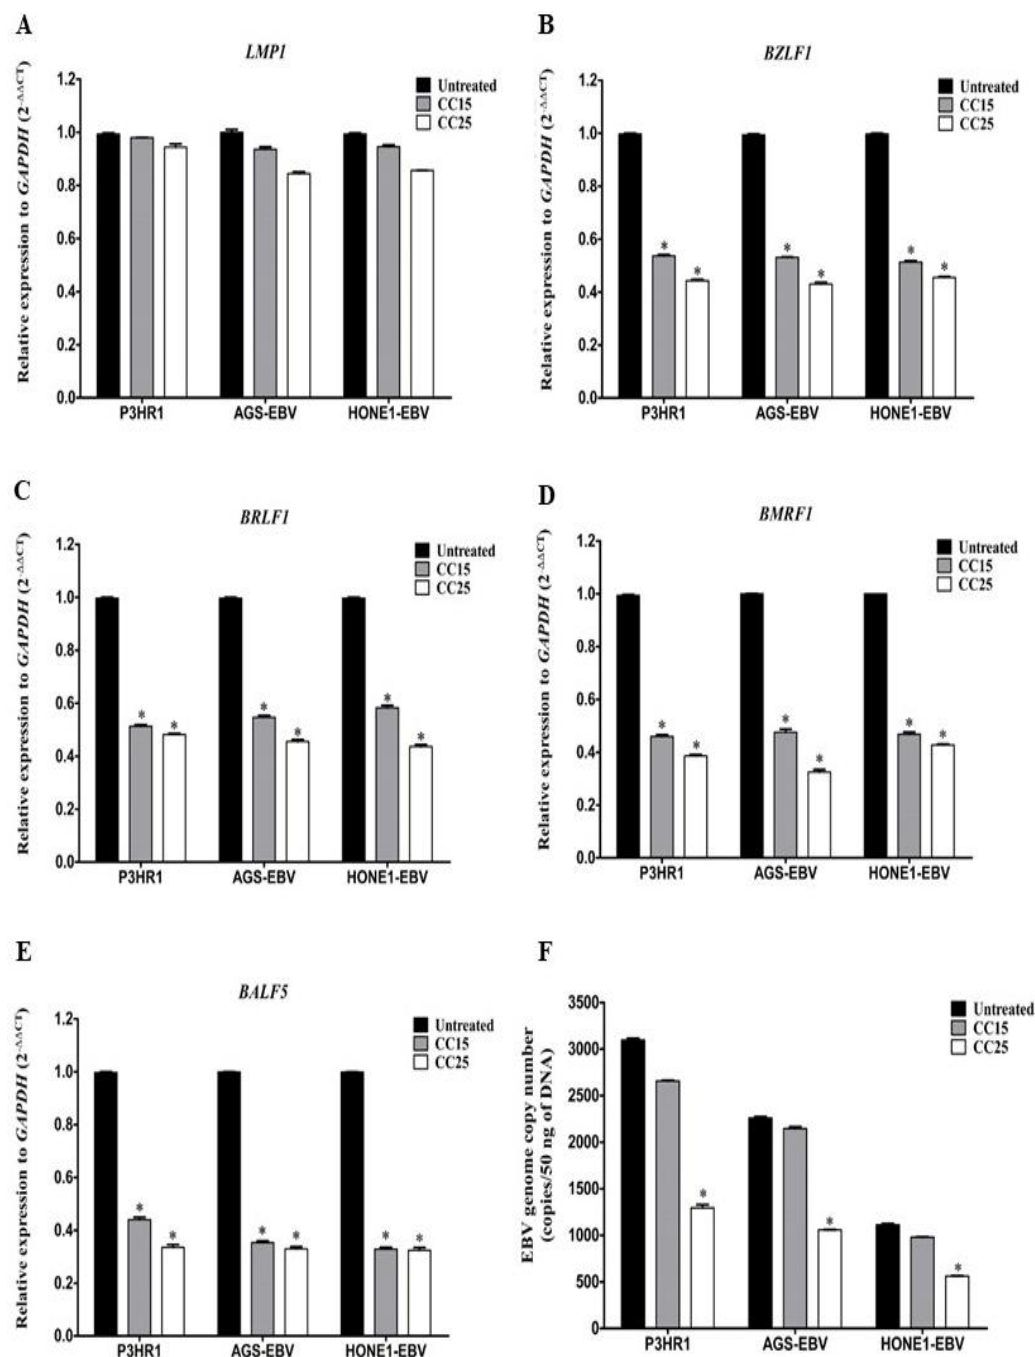 A
LMP1
Relative expression to GAPDH (2-ΔΔCT)
1.2
1.0
0.8
0.6
0.4
0.2
0.0
Untreated
CC15
CC25
P3HR1 AGS-EBV HONE1-EBV
B
BZLF1
Relative expression to GAPDH (2-ΔΔCT)
1.2
1.0
0.8
0.6
0.4
0.2
0.0
Untreated
CC15
CC25
* * * * * *
P3HR1 AGS-EBV HONE1-EBV
C
BRLF1
Relative expression to GAPDH (2-ΔΔCT)
1.2
1.0
0.8
0.6
0.4
0.2
0.0
Untreated
CC15
CC25
* * * * * *
P3HR1 AGS-EBV HONE1-EBV
D
BMRF1
Relative expression to GAPDH (2-ΔΔCT)
1.2
1.0
0.8
0.6
0.4
0.2
0.0
Untreated
CC15
CC25
* * * * * *
P3HR1 AGS-EBV HONE1-EBV
E
BALF5
Relative expression to GAPDH (2-ΔΔCT)
1.2
1.0
0.8
0.6
0.4
0.2
0.0
Untreated
CC15
CC25
* * * * * *
P3HR1 AGS-EBV HONE1-EBV
F
EBV genome copy number
(copies/50 ng of DNA)
3500
3000
2500
2000
1500
1000
500
0
Untreated
CC15
CC25
* * *
P3HR1 AGS-EBV HONE1-EBV